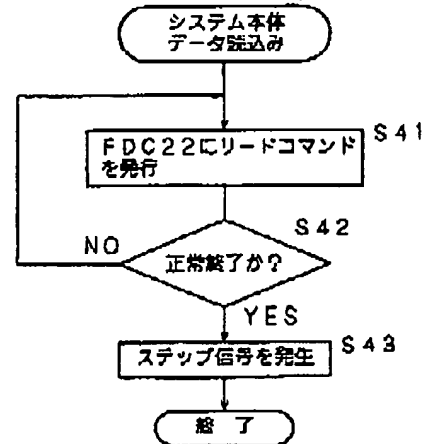 システム本体
データ読込み
FDC22にリードコマンド
を発行
S41
正常終了か?
S42
NO
YES
ステップ信号を発生
S43
終了